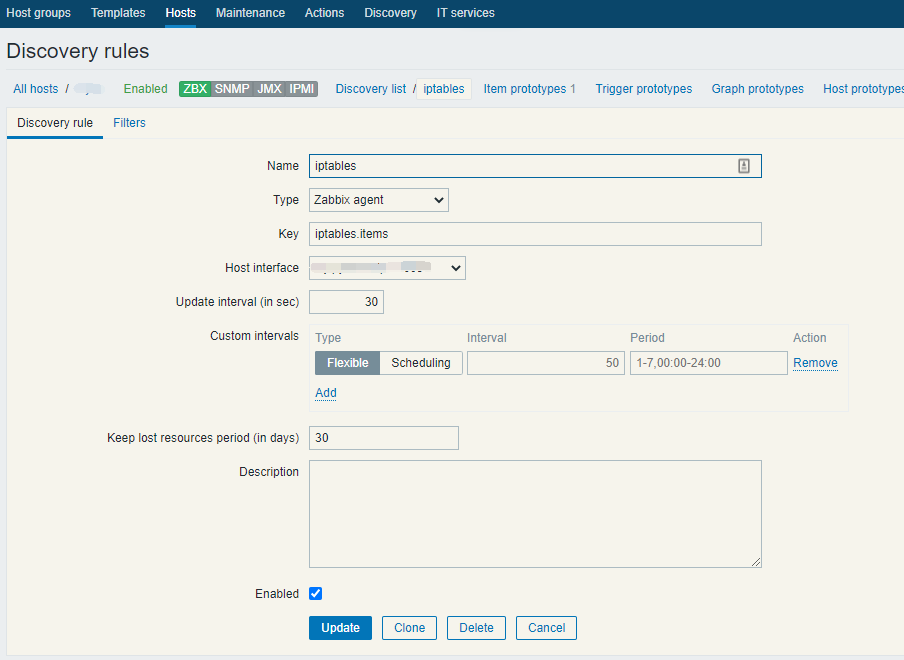 Host groups Templates Hosts Maintenance Actions Discovery IT services
Discovery rules
All hosts / Enabled ZBX SNMP JMX IPMI Discovery list / iptables Item prototypes 1 Trigger prototypes Graph prototypes Host prototypes
Discovery rule Filters
Name iptables
Type Zabbix agent
Key iptables.items
Host interface
Update interval (in sec) 30
Custom intervals Type Interval Period Action
Flexible Scheduling 50 1-7,00:00-24:00 Remove
Add
Keep lost resources period (in days) 30
Description
Enabled
Update Clone Delete Cancel